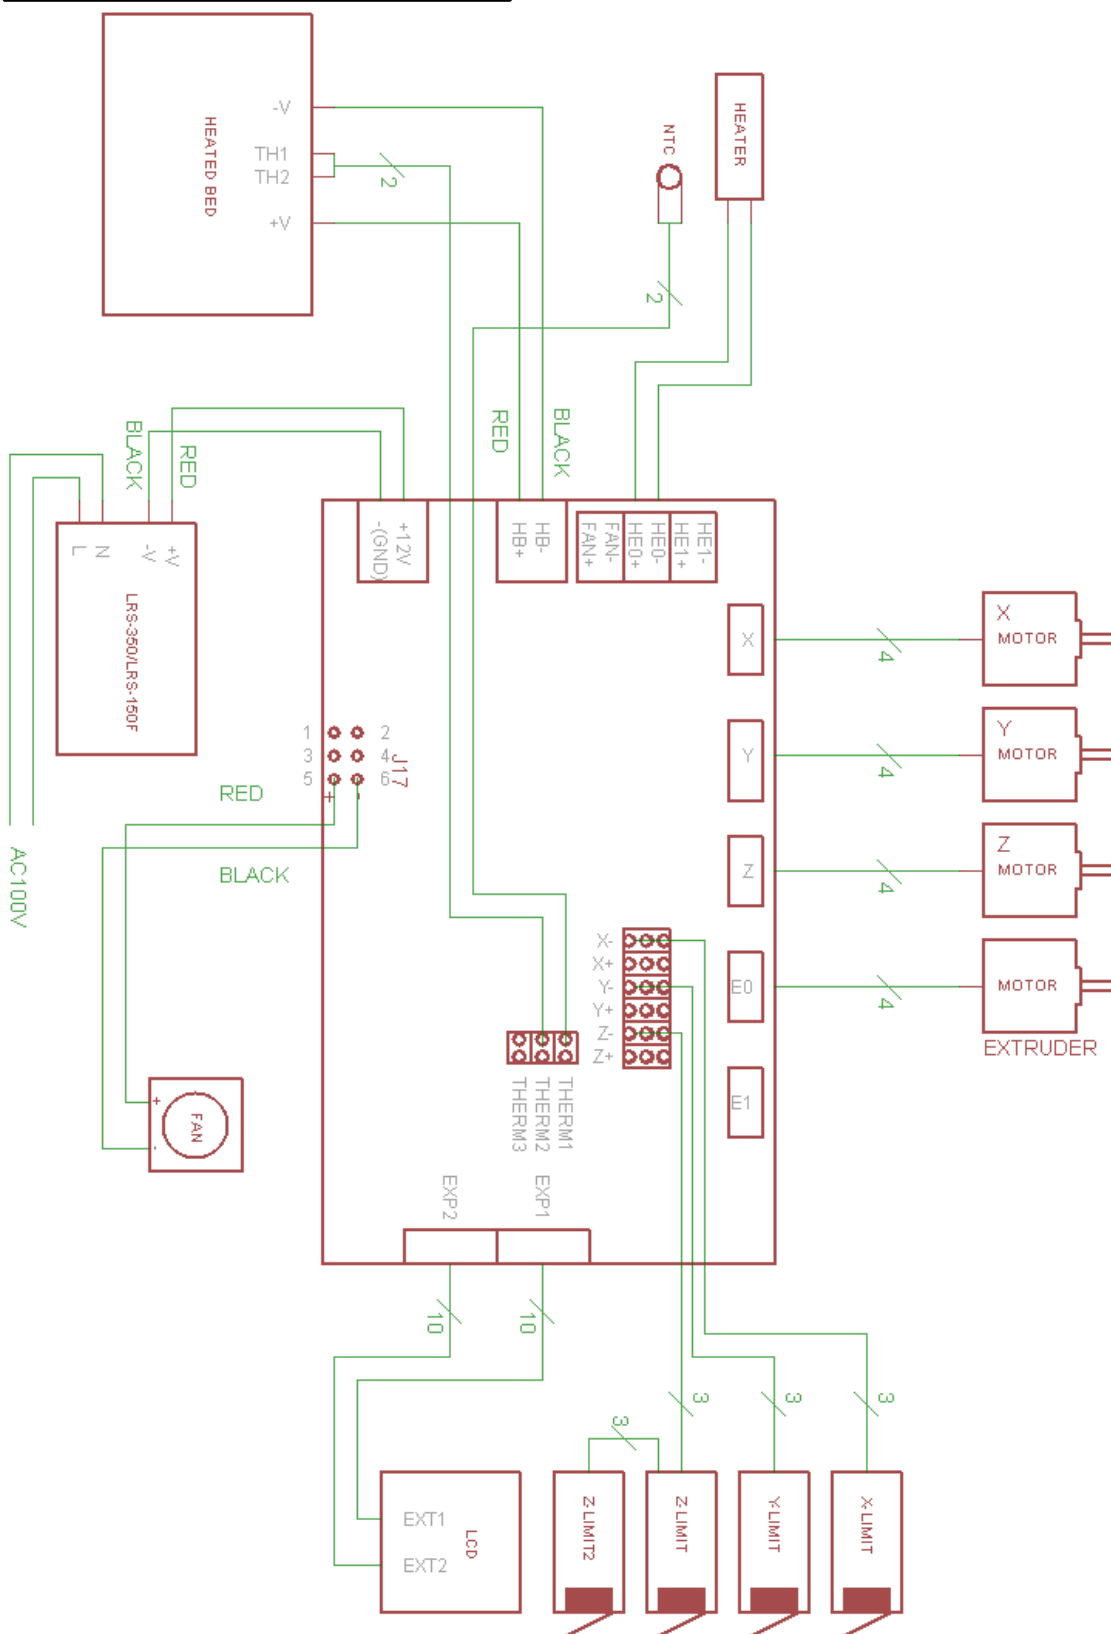 -V
TH1
TH2
+V
HEATED BED
2
NTC
2
HEATER
BLACK
RED
RED
BLACK
L
N
-V
+V
LRS-350/LRS-150F
AC100V
-(GND)
+12V
HB+
HB-
FAN+
FAN-
HE0+
HE0-
HE1+
HE1-
X
4
X
MOTOR
Y
4
Y
MOTOR
Z
4
Z
MOTOR
E0
4
MOTOR
EXTRUDER
E1
1
2
3
4
5
6
J17
+
-
RED
BLACK
+
-
FAN
X-
X+
Y-
Y+
Z-
Z+
THERM3
THERM2
THERM1
EXP2
EXP1
10
10
3
3
3
3
EXT1
EXT2
LCD
Z-LIMIT2
Z-LIMIT
Y-LIMIT
X-LIMIT